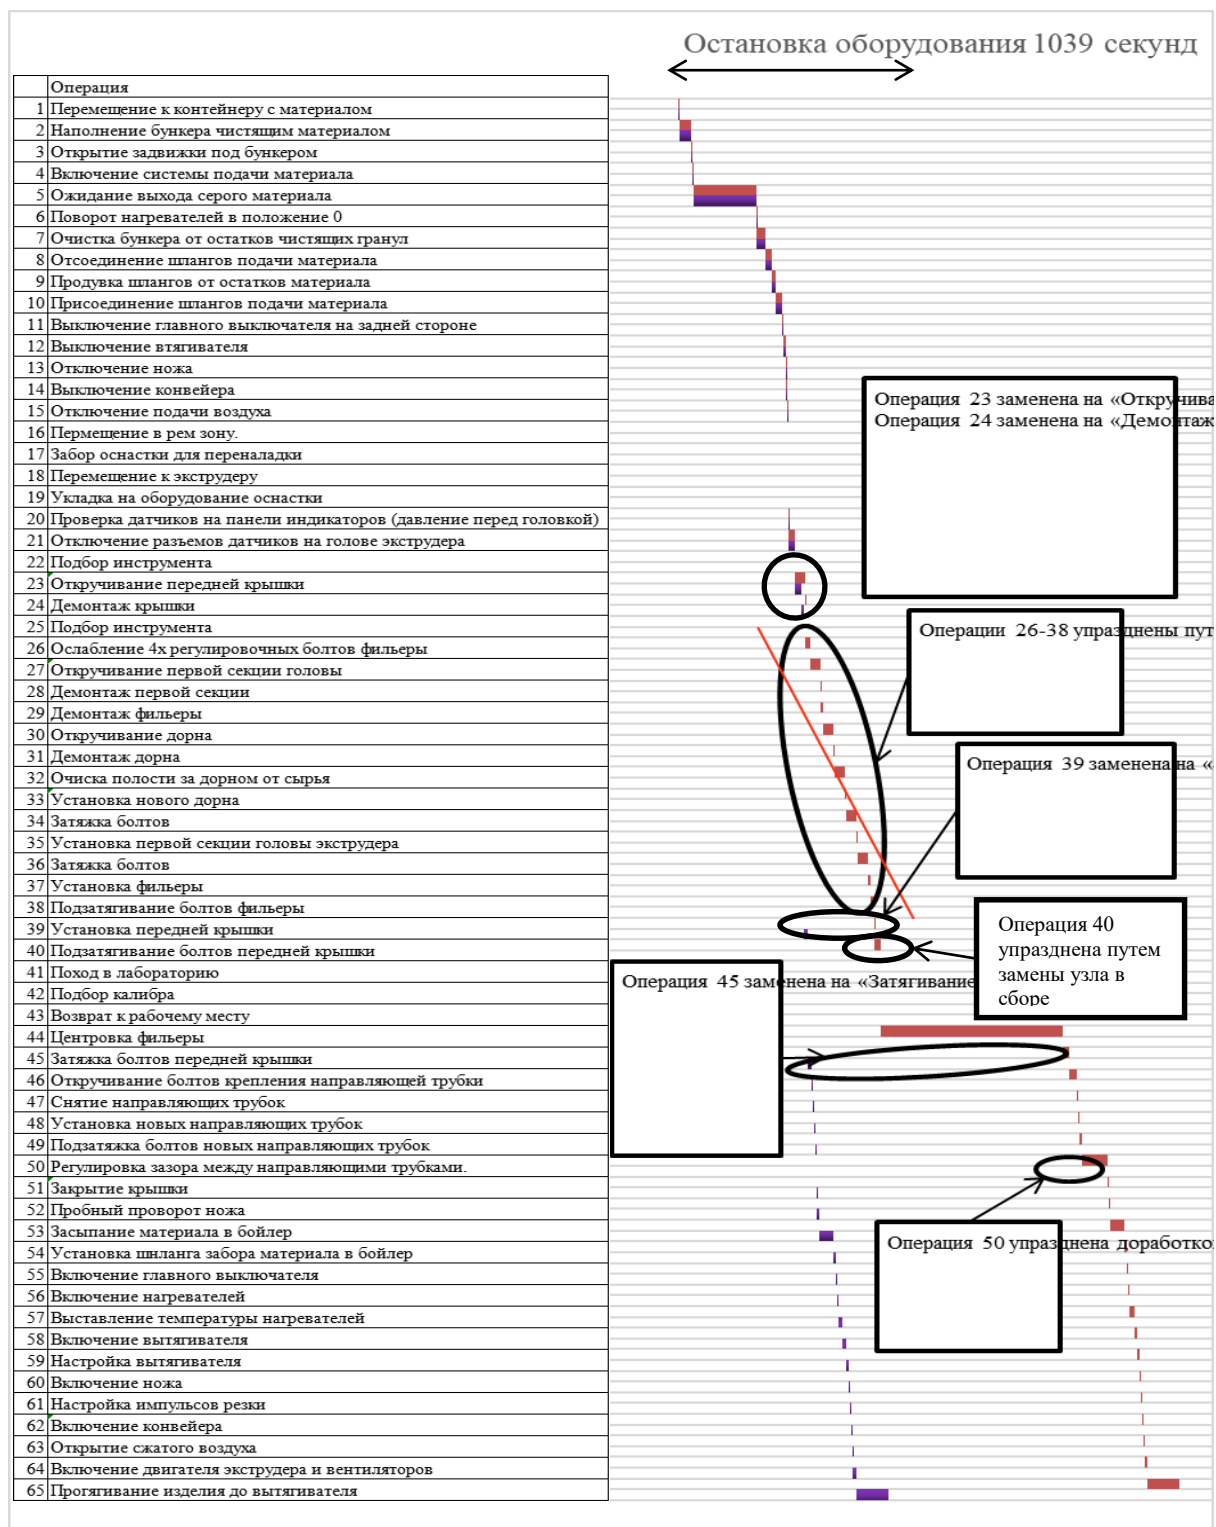 Остановка оборудования 1039 секунд
Операция
1 Перемещение к контейнеру с материалом
2 Наполнение бункера чистящим материалом
3 Открытие задвижки под бункером
4 Включение системы подачи материала
5 Ожидание выхода серого материала
6 Поворот нагревателей в положение 0
7 Очистка бункера от остатков чистящих гранул
8 Отсоединение шлангов подачи материала
9 Продувка шлангов от остатков материала
10 Присоединение шлангов подачи материала
11 Выключение главного выключателя на задней стороне
12 Выключение втягивателя
13 Отключение ножа
14 Выключение конвейера
15 Отключение подачи воздуха
16 Пермещение в рем зону.
17 Забор оснастки для переналадки
18 Перемещение к экструдеру
19 Укладка на оборудование оснастки
20 Проверка датчиков на панели индикаторов (давление перед головкой)
21 Отключение разъемов датчиков на голове экструдера
22 Подбор инструмента
23 Откручивание передней крышки
24 Демонтаж крышки
25 Подбор инструмента
26 Ослабление 4х регулировочных болтов фильеры
27 Откручивание первой секции головы
28 Демонтаж первой секции
29 Демонтаж фильеры
30 Откручивание дорна
31 Демонтаж дорна
32 Очиска полости за дорном от сырья
33 Установка нового дорна
34 Затяжка болтов
35 Установка первой секции головы экструдера
36 Затяжка болтов
37 Установка фильеры
38 Подзатягивание болтов фильеры
39 Установка передней крышки
40 Подзатягивание болтов передней крышки
41 Поход в лабораторию
42 Подбор калибра
43 Возврат к рабочему месту
44 Центровка фильеры
45 Затяжка болтов передней крышки
46 Откручивание болтов крепления направляющей трубки
47 Снятие направляющих трубок
48 Установка новых направляющих трубок
49 Подзатяжка болтов новых направляющих трубок
50 Регулировка зазора между направляющими трубками.
51 Закрытие крышки
52 Пробный проворот ножа
53 Засыпание материала в бойлер
54 Установка шнланга забора материала в бойлер
55 Включение главного выключателя
56 Включение нагревателей
57 Выставление температуры нагревателей
58 Включение вытягивателя
59 Настройка вытягивателя
60 Включение ножа
61 Настройка импульсов резки
62 Включение конвейера
63 Открытие сжатого воздуха
64 Включение двигателя экструдера и вентиляторов
65 Прогягивание изделия до вытягивателя
Операция 23 заменена на «Откручива
Операция 24 заменена на «Демонтаж
Операции 26-38 упразднены пут
Операция 39 заменена на «
Операция 40
упразднена путем
замены узла в
сборе
Операция 45 заменена на «Затягивание
Операция 50 упразднена доработко